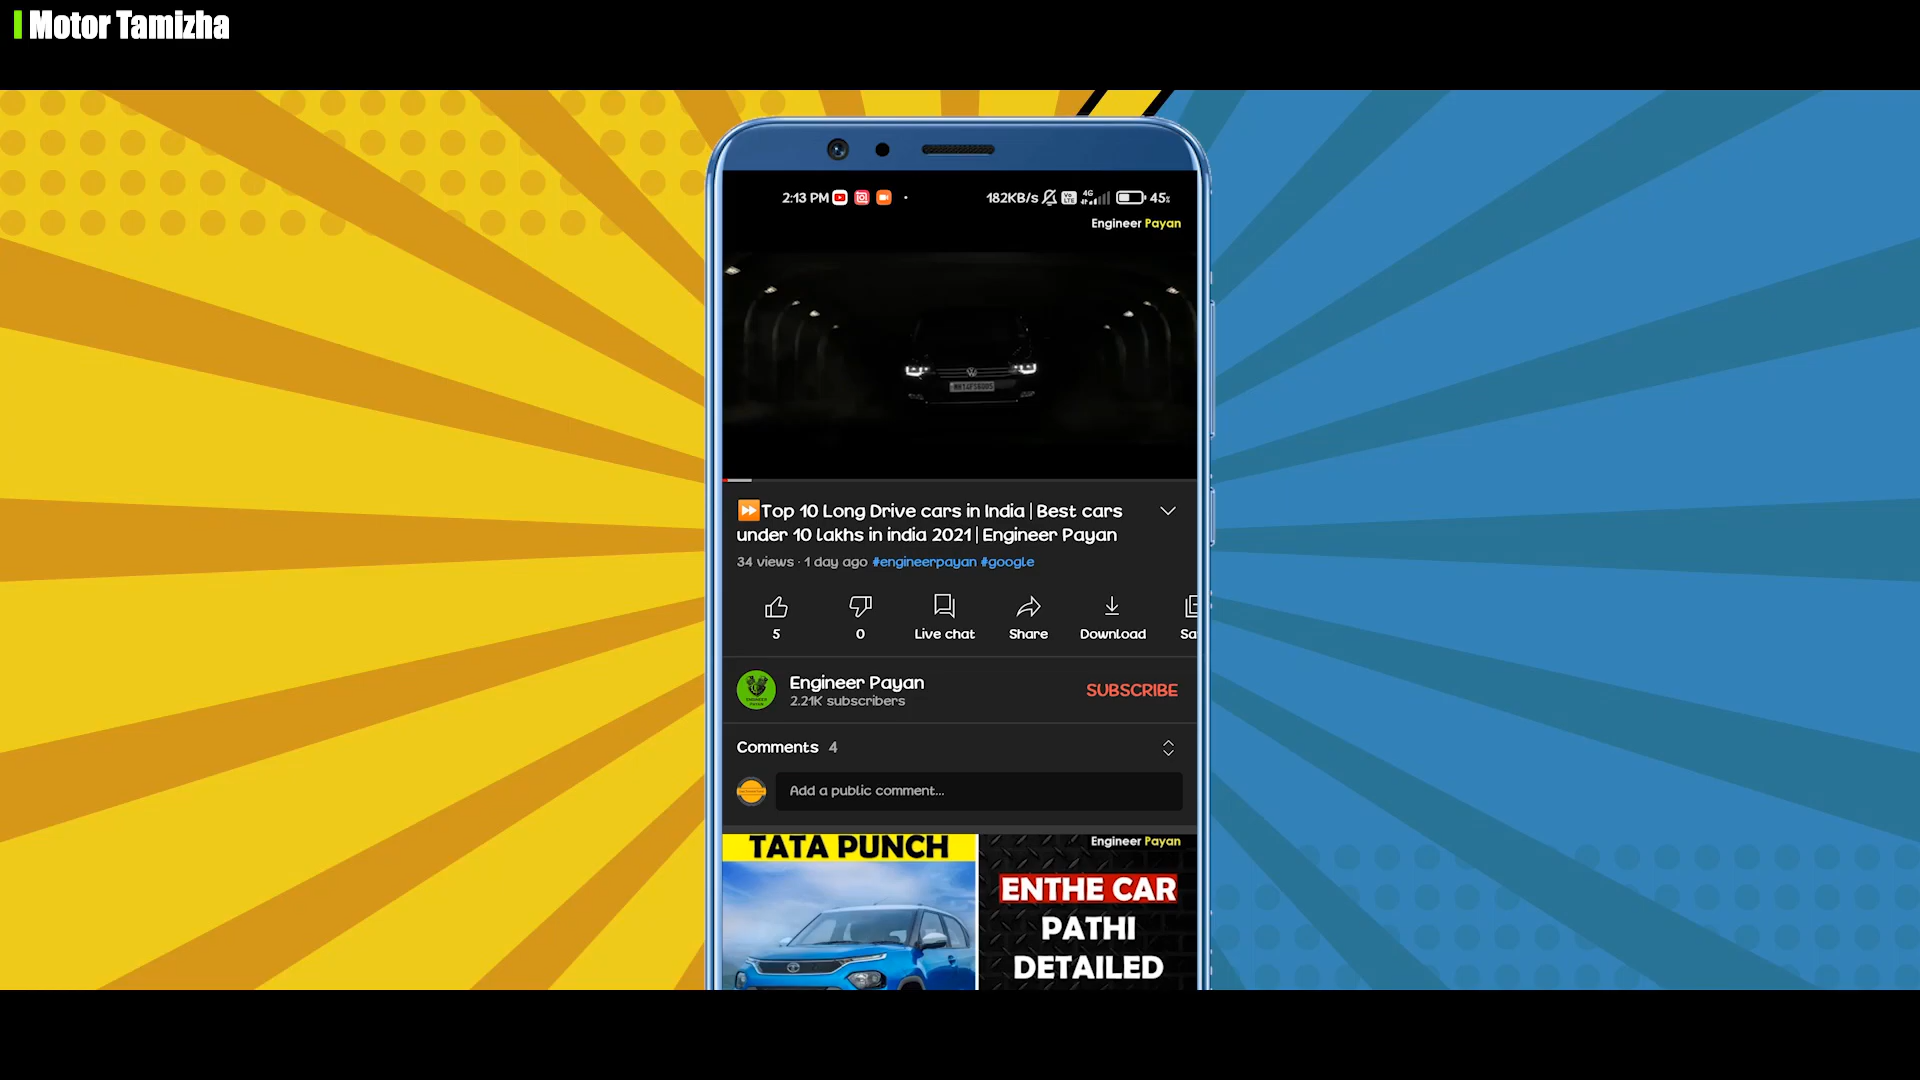 Motor Tamizha
2:13 PM
182KB/s
4G
45%
Engineer Payan
Top 10 Long Drive cars in India | Best cars
under 10 lakhs in india 2021 | Engineer Payan
34 views · 1 day ago #engineerpayan #google
5
0
Live chat
Share
Download
Sa
Engineer Payan
2.21K subscribers
SUBSCRIBE
Comments 4
Add a public comment...
TATA PUNCH
Engineer Payan
ENTHE CAR
PATHI
DETAILED